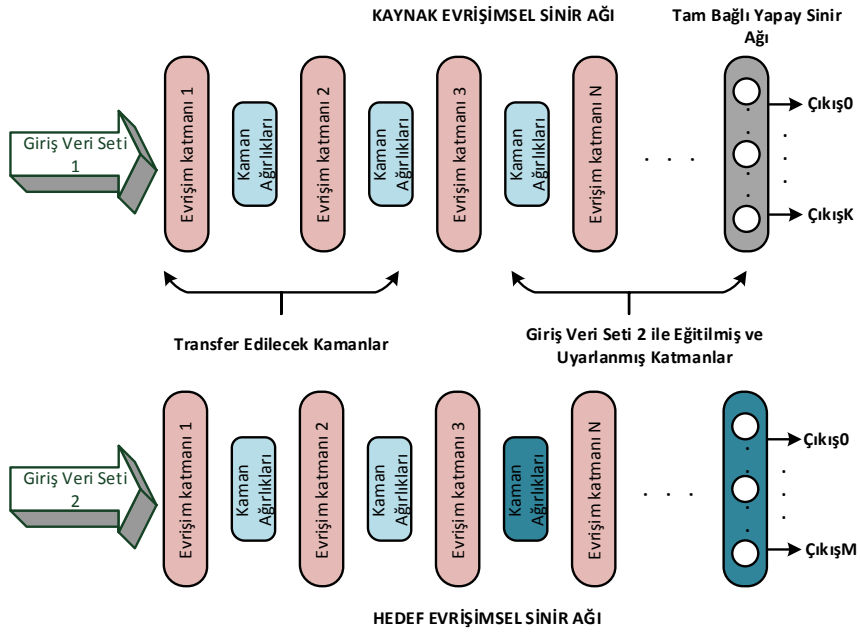 KAYNAK EVRİŞİMSEL SİNİR AĞI
Tam Bağlı Yapay Sinir
Ağı
Giriş Veri Seti
1
Evrişim katmanı 1
Kaman
Ağırlıkları
Evrişim katmanı 2
Kaman
Ağırlıkları
Evrişim katmanı 3
Kaman
Ağırlıkları
Evrişim katmanı N
. . .
Çıkış0
ÇıkışK
Transfer Edilecek Kamanlar
Giriş Veri Seti 2 ile Eğitilmiş ve
Uyarlanmış Katmanlar
Giriş Veri Seti
2
Evrişim katmanı 1
Kaman
Ağırlıkları
Evrişim katmanı 2
Kaman
Ağırlıkları
Evrişim katmanı 3
Kaman
Ağırlıkları
Evrişim katmanı N
. . .
Çıkış0
ÇıkışM
HEDEF EVRİŞİMSEL SİNİR AĞI